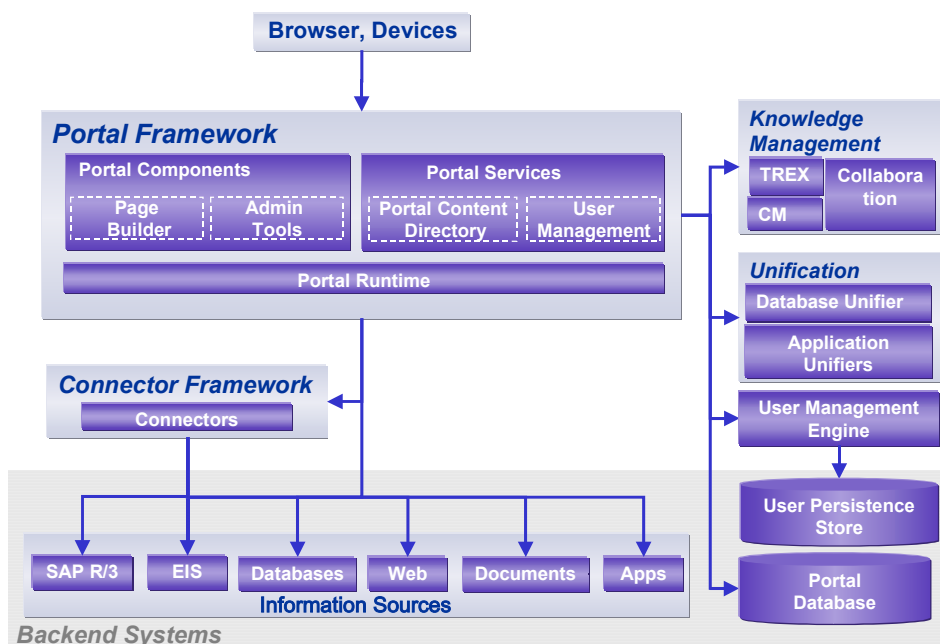 Browser, Devices
Portal Framework
Portal Components
Page
Builder
Admin
Tools
Portal Services
Portal Content
Directory
User
Management
Portal Runtime
Knowledge
Management
TREX
CM
Collabora
tion
Unification
Database Unifier
Application
Unifiers
Connector Framework
Connectors
User Management
Engine
User Persistence
Store
SAP R/3
EIS
Databases
Web
Documents
Apps
Information Sources
Portal
Database
Backend Systems